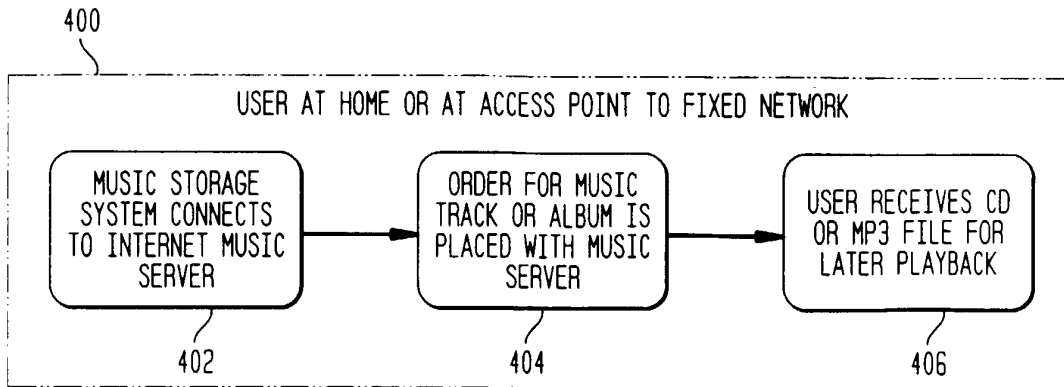 400
USER AT HOME OR AT ACCESS POINT TO FIXED NETWORK
MUSIC STORAGE
SYSTEM CONNECTS
TO INTERNET MUSIC
SERVER
ORDER FOR MUSIC
TRACK OR ALBUM IS
PLACED WITH MUSIC
SERVER
USER RECEIVES CD
OR MP3 FILE FOR
LATER PLAYBACK
402
404
406